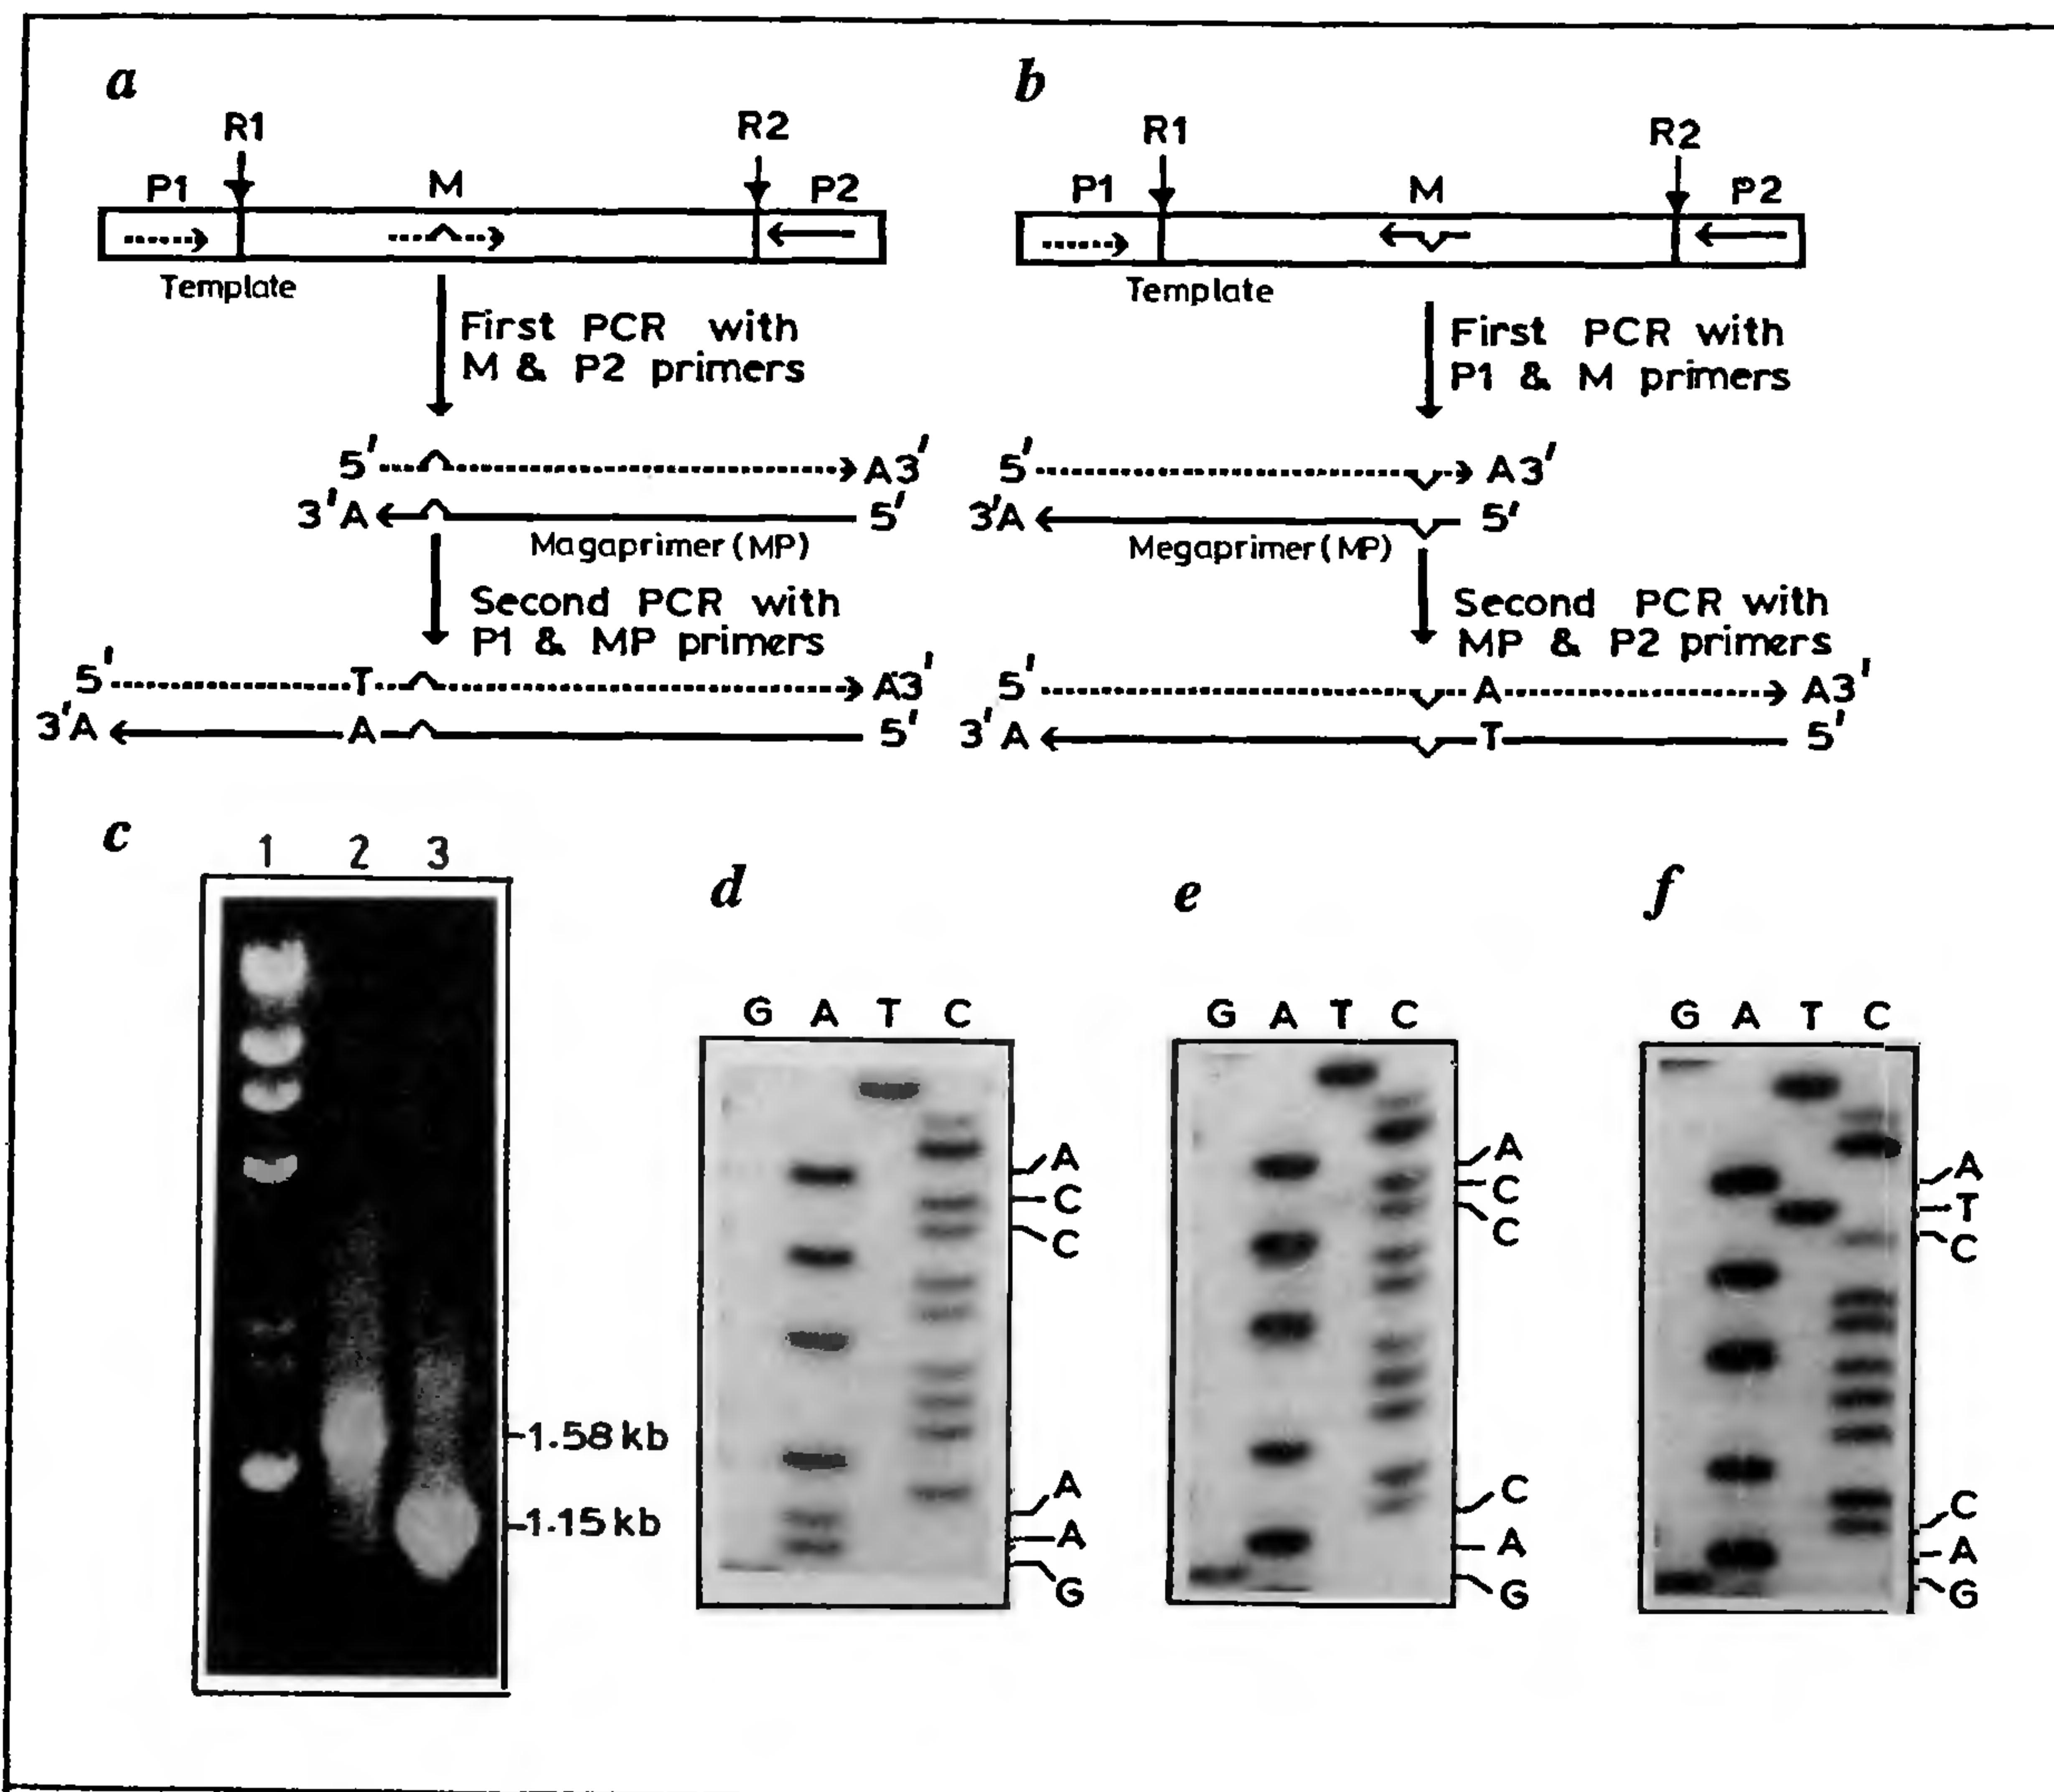 a
R1 R2
P1 M P2
Template
First PCR with
M & P2 primers
5' A3'
3'A 5'
Magaprimer (MP)
Second PCR with
P1 & MP primers
5' T A3'
3'A A 5'
b
R1 R2
P1 M P2
Template
First PCR with
P1 & M primers
5' A3'
3'A 5'
Megaprimer (MP)
Second PCR with
MP & P2 primers
5' A A3'
3'A T 5'
c
1 2 3
1.58 kb
1.15 kb
d
G A T C
A
C
C
A
A
G
e
G A T C
A
C
C
C
A
G
f
G A T C
A
T
C
C
A
G